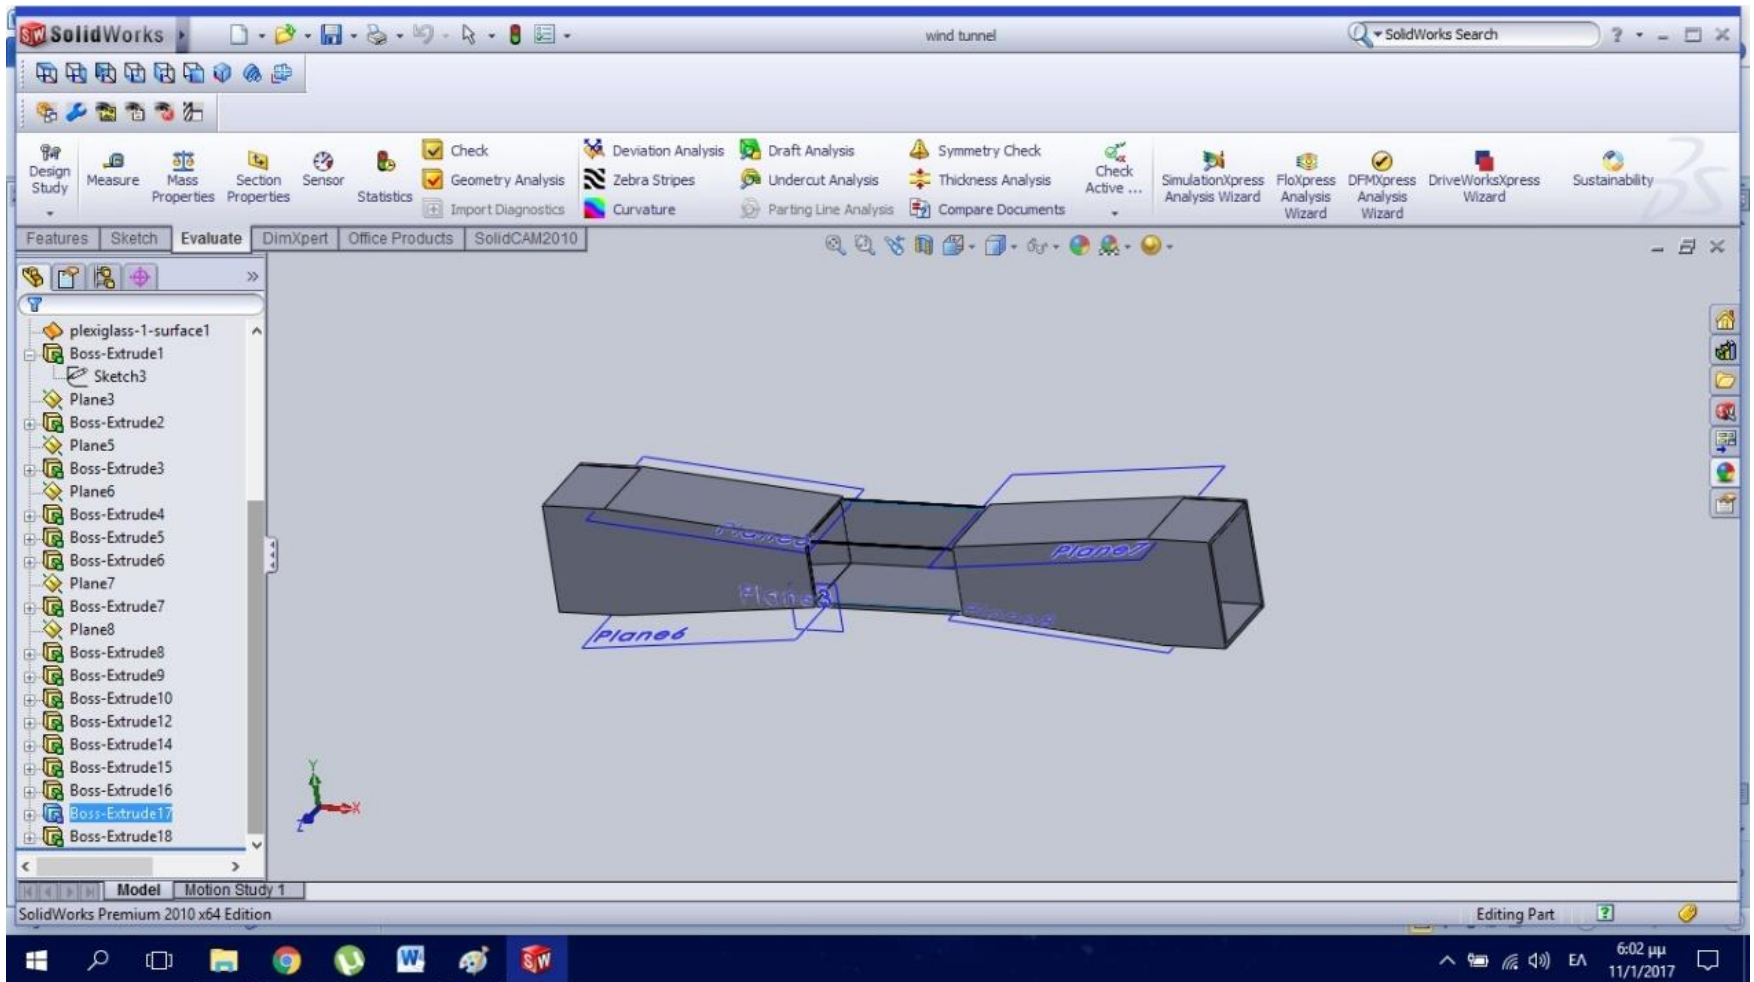 SolidWorks
wind tunnel
SolidWorks Search
Design Study
Measure
Mass Properties
Section Properties
Sensor
Statistics
Check
Geometry Analysis
Import Diagnostics
Deviation Analysis
Zebra Stripes
Curvature
Draft Analysis
Undercut Analysis
Parting Line Analysis
Symmetry Check
Thickness Analysis
Compare Documents
Check Active ...
SimulationXpress Analysis Wizard
FloXpress Analysis Wizard
DFMXpress Analysis Wizard
DriveWorksXpress Wizard
Sustainability
Features Sketch Evaluate DimXpert Office Products SolidCAM2010
plexiglass-1-surface1
Boss-Extrude1
Sketch3
Plane3
Boss-Extrude2
Plane5
Boss-Extrude3
Plane6
Boss-Extrude4
Boss-Extrude5
Boss-Extrude6
Plane7
Boss-Extrude7
Plane8
Boss-Extrude8
Boss-Extrude9
Boss-Extrude10
Boss-Extrude12
Boss-Extrude14
Boss-Extrude15
Boss-Extrude16
Boss-Extrude17
Boss-Extrude18
Plane7
Plane6
Y
X
Z
Model Motion Study 1
SolidWorks Premium 2010 x64 Edition
Editing Part
ΕΛ
6:02 μμ
11/1/2017